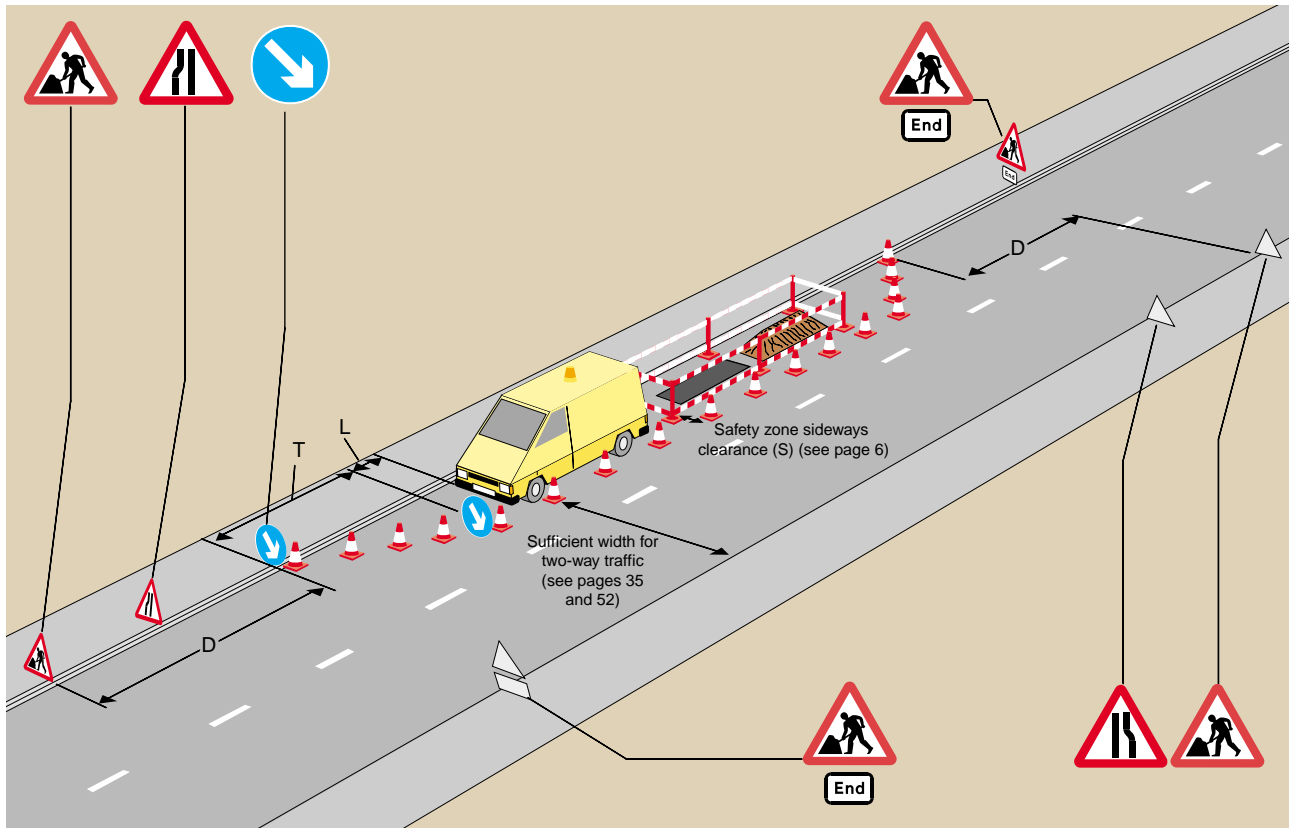 End
End
D
Safety zone sideways
clearance (S) (see page 6)
L
T
Sufficient width for
two-way traffic
(see pages 35
and 52)
D
End